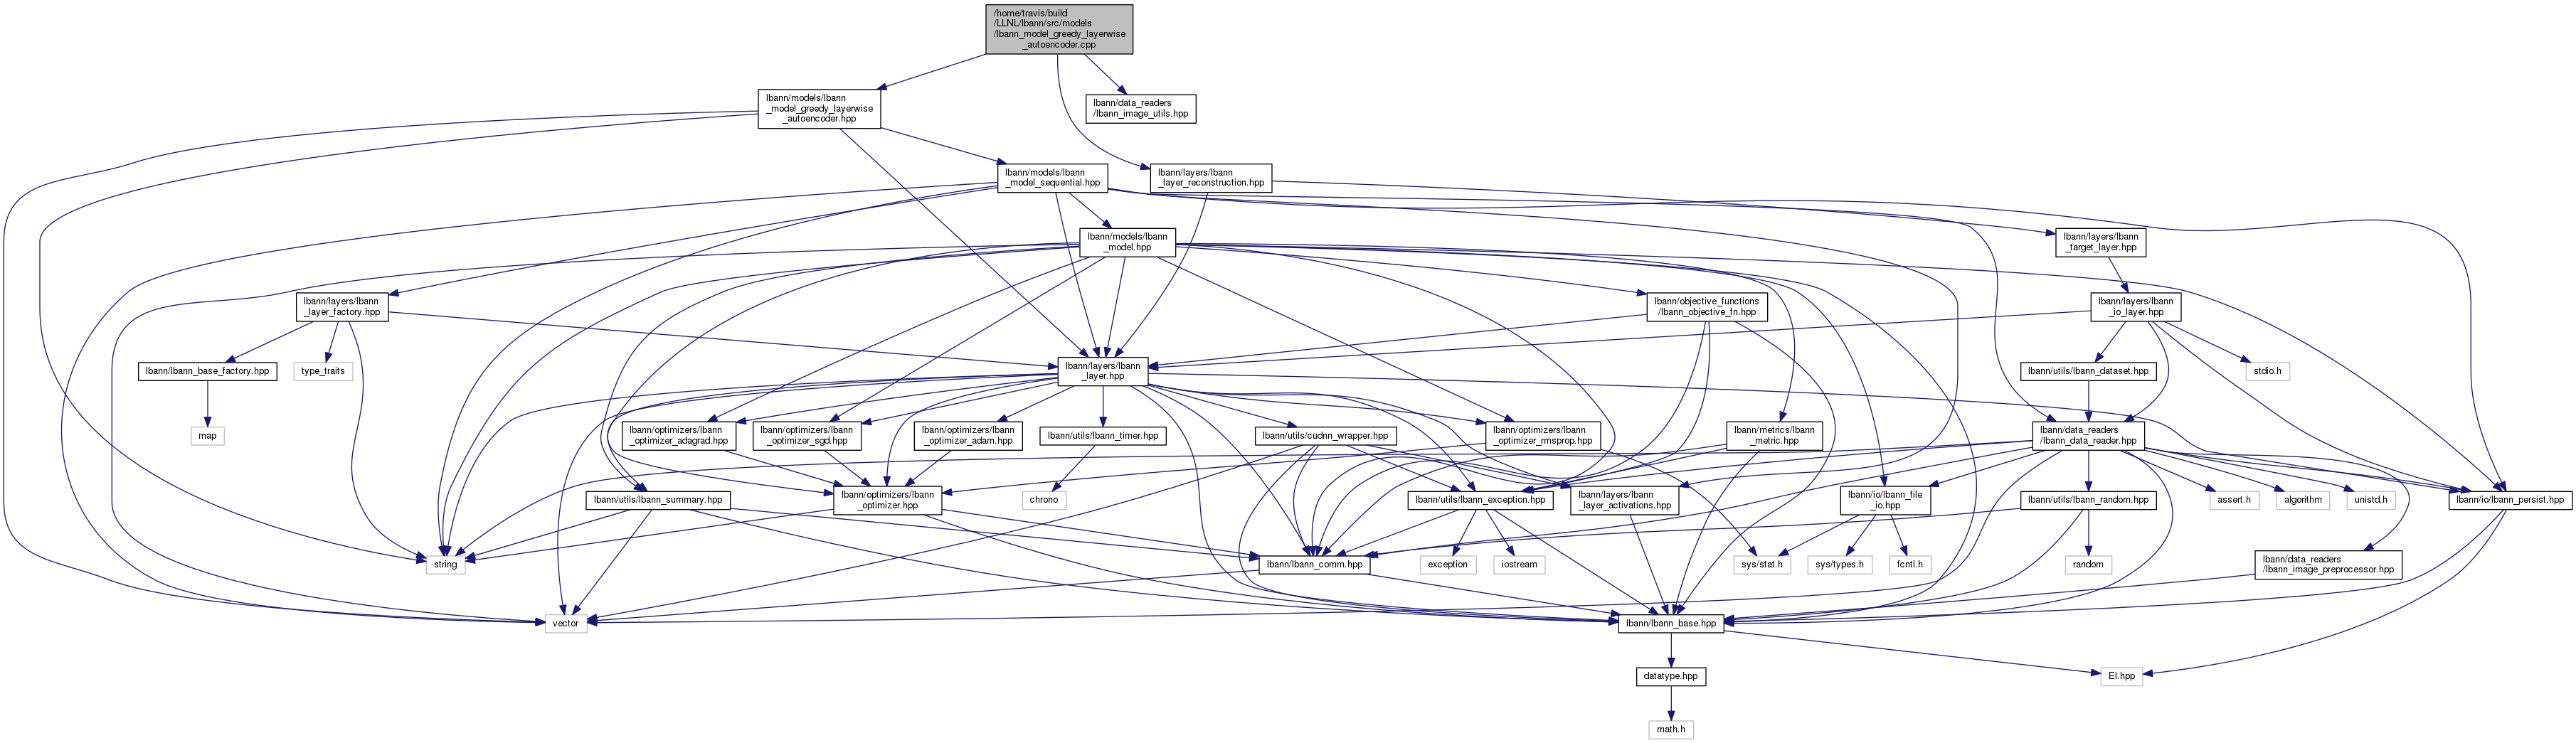 /home/travis/build
/LLNL/lbann/src/models
/lbann_model_greedy_layerwise
_autoencoder.cpp
lbann/models/lbann
_model_greedy_layerwise
_autoencoder.hpp
lbann/data_readers
/lbann_image_utils.hpp
lbann/models/lbann
_model_sequential.hpp
lbann/layers/lbann
_layer_reconstruction.hpp
lbann/models/lbann
_model.hpp
lbann/layers/lbann
_target_layer.hpp
lbann/layers/lbann
_layer_factory.hpp
lbann/objective_functions
/lbann_objective_fn.hpp
lbann/layers/lbann
_io_layer.hpp
lbann/lbann_base_factory.hpp
type_traits
lbann/layers/lbann
_layer.hpp
lbann/utils/lbann_dataset.hpp
stdio.h
map
lbann/optimizers/lbann
_optimizer_adagrad.hpp
lbann/optimizers/lbann
_optimizer_sgd.hpp
lbann/optimizers/lbann
_optimizer_adam.hpp
lbann/utils/lbann_timer.hpp
lbann/utils/cudnn_wrapper.hpp
lbann/optimizers/lbann
_optimizer_rmsprop.hpp
lbann/metrics/lbann
_metric.hpp
lbann/data_readers
/lbann_data_reader.hpp
lbann/utils/lbann_summary.hpp
lbann/optimizers/lbann
_optimizer.hpp
chrono
lbann/utils/lbann_exception.hpp
lbann/layers/lbann
_layer_activations.hpp
lbann/io/lbann_file
_io.hpp
lbann/utils/lbann_random.hpp
assert.h
algorithm
unistd.h
lbann/io/lbann_persist.hpp
string
lbann/lbann_comm.hpp
exception
iostream
sys/stat.h
sys/types.h
fcntl.h
random
lbann/data_readers
/lbann_image_preprocessor.hpp
vector
lbann/lbann_base.hpp
datatype.hpp
El.hpp
math.h